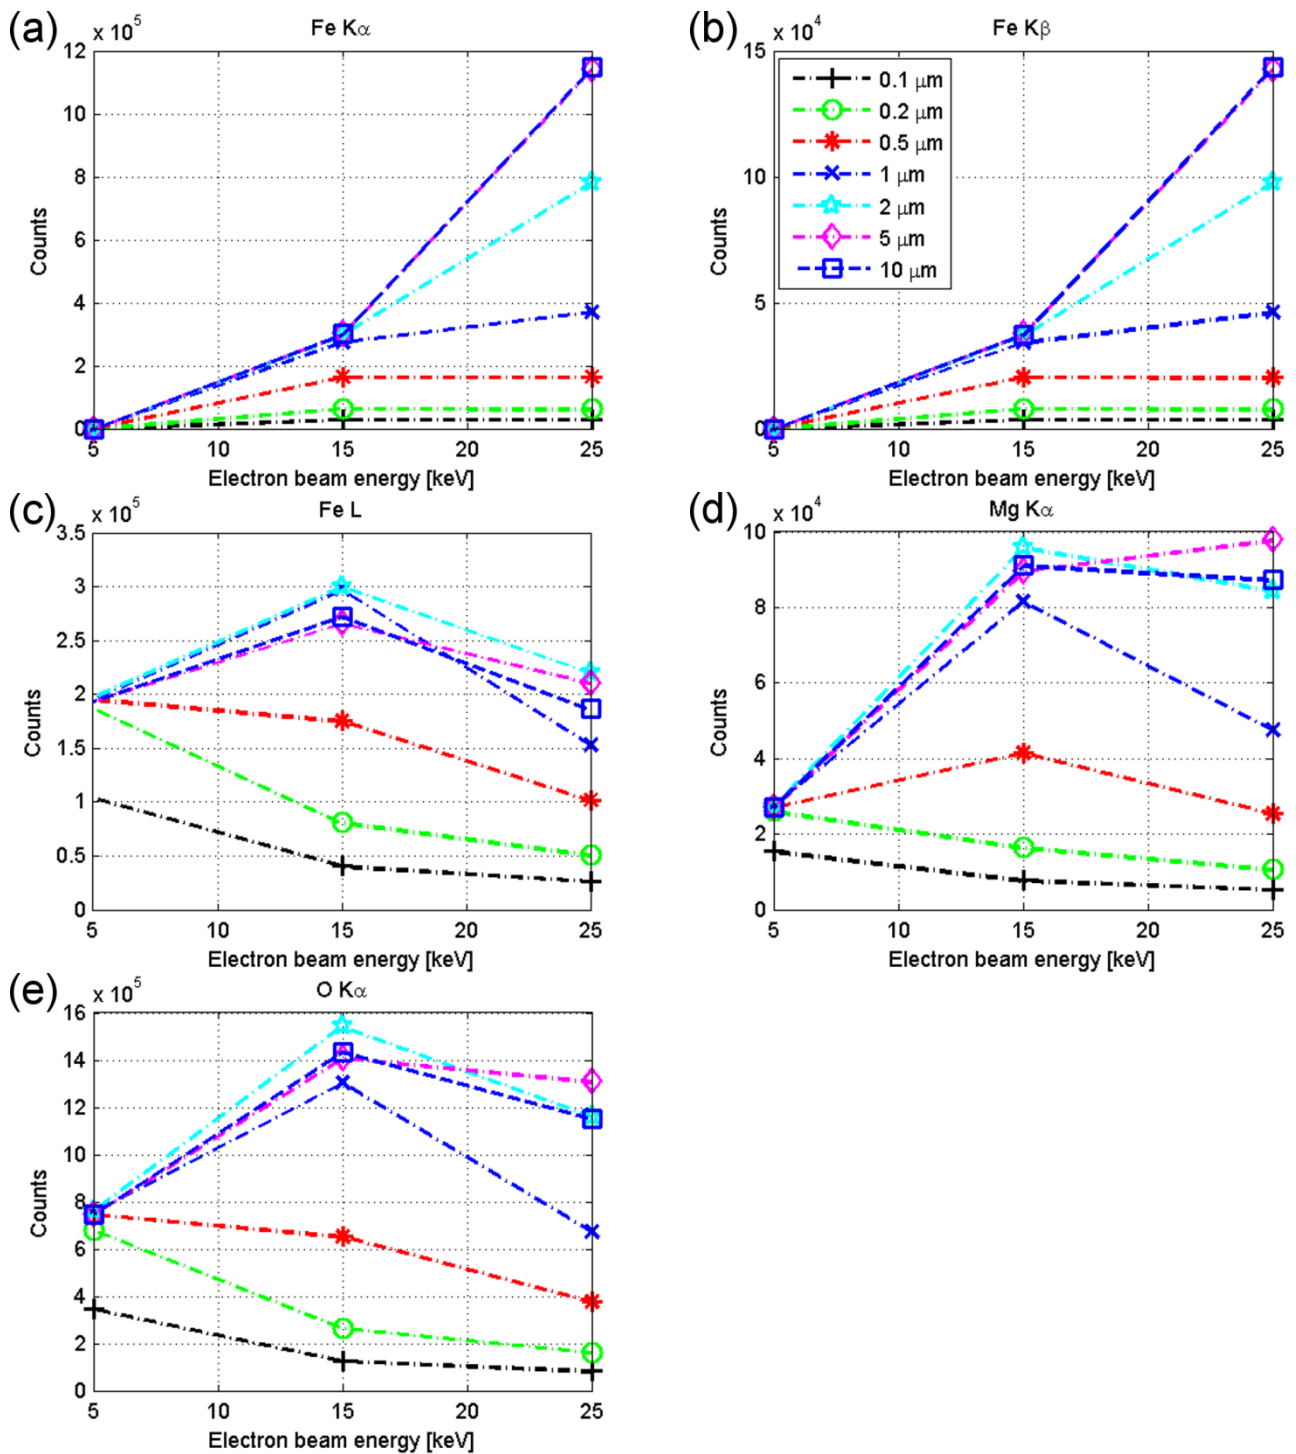 (a)
x 10^5
Fe Kα
12
10
8
6
4
2
0
Counts
5 10 15 20 25
Electron beam energy [keV]
(b)
x 10^4
Fe Kβ
15
10
5
0
Counts
0.1 μm
0.2 μm
0.5 μm
1 μm
2 μm
5 μm
10 μm
5 10 15 20 25
Electron beam energy [keV]
(c)
x 10^5
Fe L
3.5
3
2.5
2
1.5
1
0.5
0
Counts
5 10 15 20 25
Electron beam energy [keV]
(d)
x 10^4
Mg Kα
10
8
6
4
2
0
Counts
5 10 15 20 25
Electron beam energy [keV]
(e)
x 10^5
O Kα
16
14
12
10
8
6
4
2
0
Counts
5 10 15 20 25
Electron beam energy [keV]